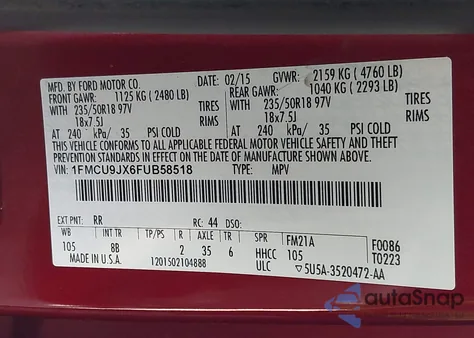 MFD. BY FORD MOTOR CO. DATE: 02/15 GVWR: 2159 KG ( 4760 LB)
FRONT GAWR: 1125 KG ( 2480 LB) REAR GAWR: 1040 KG ( 2293 LB)
WITH 235/50R18 97V TIRES WITH 235/50R18 97V TIRES
18x7.5J RIMS 18x7.5J RIMS
AT 240 kPa/ 35 PSI COLD AT 240 kPa/ 35 PSI COLD
THIS VEHICLE CONFORMS TO ALL APPLICABLE FEDERAL MOTOR VEHICLE SAFETY AND BUMPER
AND THEFT PREVENTION STANDARDS IN EFFECT ON THE DATE OF MANUFACTURE SHOWN ABOVE.
VIN: 1FMCU9JX6FUB58518 TYPE: MPV
EXT PNT: RR RC: 44 DSO:
WB INT TR TP/PS R AXLE TR SPR FM21A F0086
105 8B 2 35 6 HHCC 105 T0223
MADE IN U.S.A. 1201502104888 ULC 5U5A-3520472-AA
autoSnap